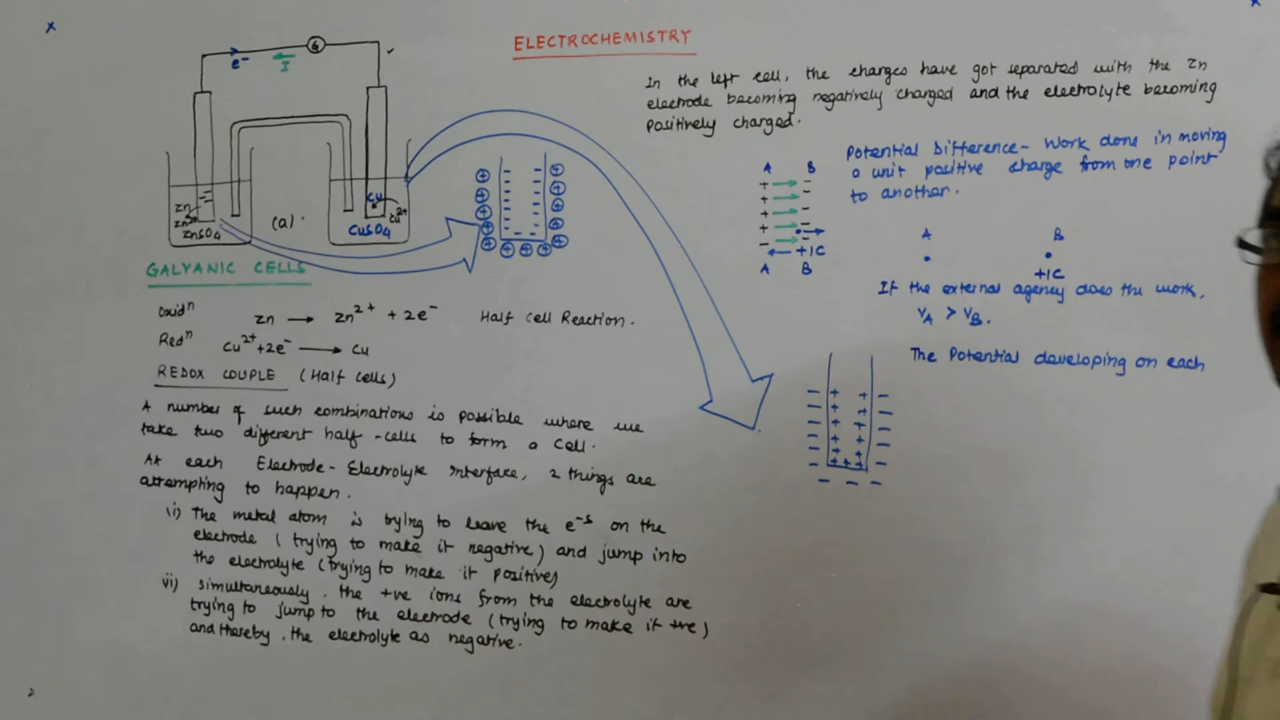 ELECTROCHEMISTRY
G
e⁻
I
Zn
Zn²⁺
ZnSO4
(a)
Cu
Cu²⁺
CuSO4
GALVANIC CELLS
Oxidⁿ Zn → Zn²⁺ + 2e⁻ Half Cell Reaction.
Redⁿ Cu²⁺+2e⁻ → Cu
REDOX COUPLE (Half Cells)
A number of such combinations is possible where we
take two different half-cells to form a cell.
At each Electrode-Electrolyte Interface, 2 things are
attempting to happen.
i) The metal atom is trying to leave the e⁻s on the
electrode (trying to make it negative) and jump into
the electrolyte (trying to make it positive)
ii) simultaneously, the +ve ions from the electrolyte are
trying to jump to the electrode (trying to make it +ve)
and thereby, the electrolyte as negative.
In the left cell, the charges have got separated with the Zn
electrode becoming negatively charged and the electrolyte becoming
positively charged.
Potential Difference - Work done in moving
a unit positive charge from one point
to another.
A B
+1C
A B
A B
+1C
If the external agency does the work,
VA > VB.
The Potential developing on each